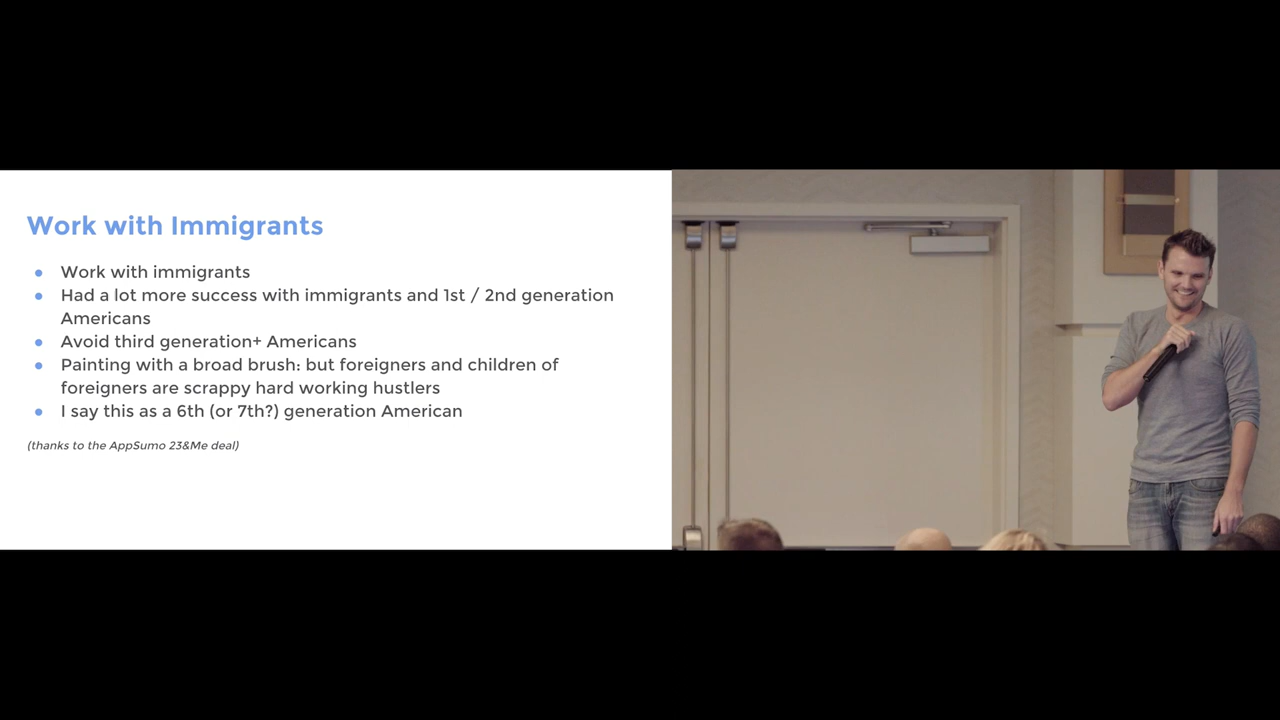 Work with Immigrants
Work with immigrants
Had a lot more success with immigrants and 1st / 2nd generation
Americans
Avoid third generation+ Americans
Painting with a broad brush: but foreigners and children of
foreigners are scrappy hard working hustlers
I say this as a 6th (or 7th?) generation American
(thanks to the AppSumo 23&Me deal)